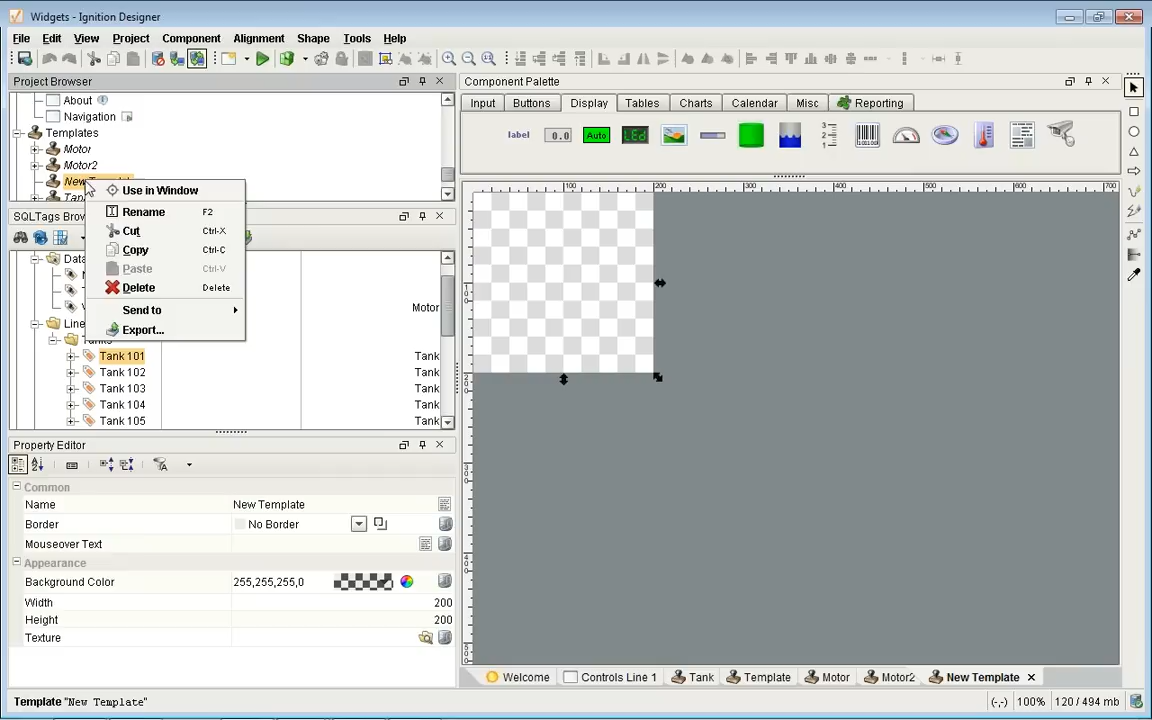 Widgets - Ignition Designer
File Edit View Project Component Alignment Shape Tools Help
Project Browser
About
Navigation
Templates
Motor
Motor2
Use in Window
Rename F2
Cut Ctrl-X
Copy Ctrl-C
Paste Ctrl-V
Delete Delete
Send to
Export...
SQLTags Brow
Data
Motor
Line
Tank 101 Tank
Tank 102 Tank
Tank 103 Tank
Tank 104 Tank
Tank 105 Tank
Property Editor
Common
Name New Template
Border No Border
Mouseover Text
Appearance
Background Color 255,255,255,0
Width 200
Height 200
Texture
Component Palette
Input Buttons Display Tables Charts Calendar Misc Reporting
label 0.0 Auto LEd
100 200 300 400 500 600 700
Welcome Controls Line 1 Tank Template Motor Motor2 New Template
Template "New Template"
(-,-) 100% 120 / 494 mb